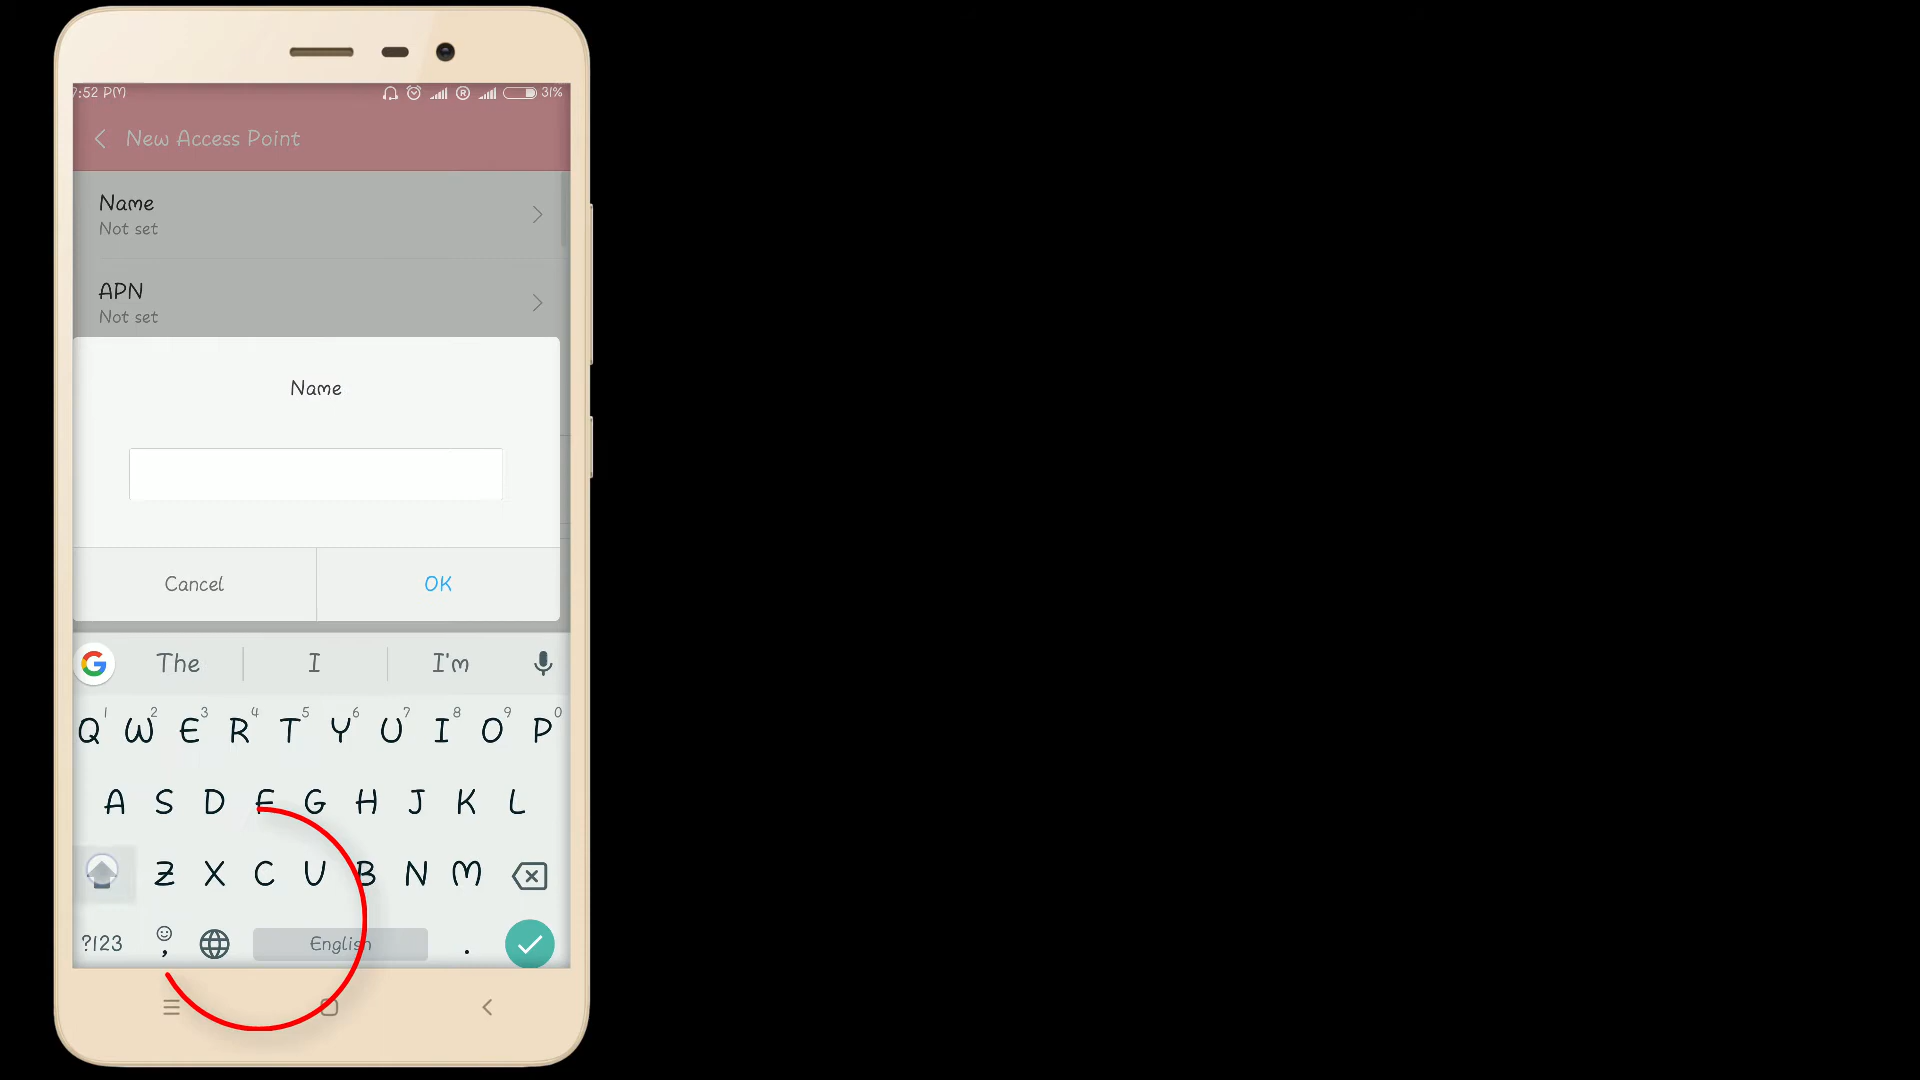 7:52 PM 31%
New Access Point
Name
Not set
APN
Not set
Name
Cancel OK
The I I'm
1 2 3 4 5 6 7 8 9 0
Q W E R T Y U I O P
A S D F G H J K L
Z X C V B N M
?123 , English .